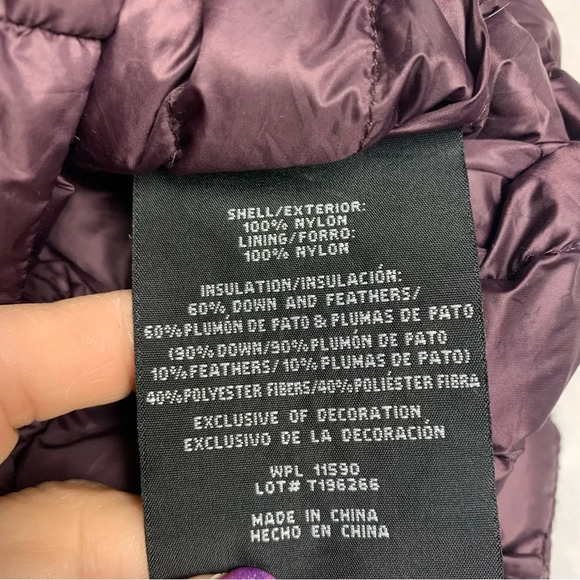 SHELL/EXTERIOR:
100% NYLON
LINING/FORRO:
100% NYLON
INSULATION/INSULACIÓN:
60% DOWN AND FEATHERS/
60% PLUMÓN DE PATO & PLUMAS DE PATO
(90% DOWN/90% PLUMÓN DE PATO
10% FEATHERS/ 10% PLUMAS DE PATO)
40% POLYESTER FIBERS/40% POLIÉSTER FIBRA
EXCLUSIVE OF DECORATION
EXCLUSIVO DE LA DECORACIÓN
WPL 11590
LOT# T196266
MADE IN CHINA
HECHO EN CHINA